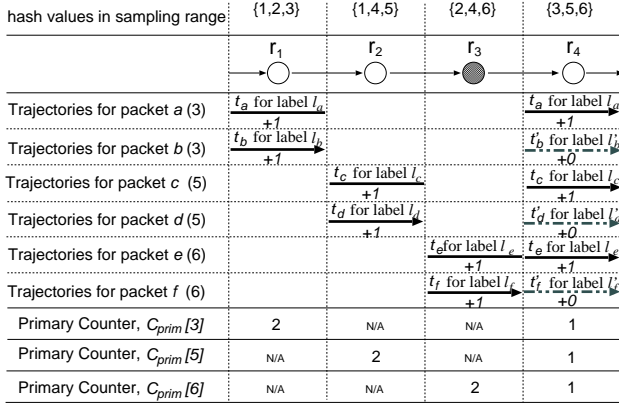 hash values in sampling range {1,2,3} {1,4,5} {2,4,6} {3,5,6}
r1 r2 r3 r4
Trajectories for packet a (3) ta for label la +1 ta for label la +1
Trajectories for packet b (3) tb for label lb +1 t'b for label l'b +0
Trajectories for packet c (5) tc for label lc +1 tc for label lc +1
Trajectories for packet d (5) td for label ld +1 t'd for label l'd +0
Trajectories for packet e (6) te for label le +1 te for label le +1
Trajectories for packet f (6) tf for label lf +1 t'f for label l'f +0
Primary Counter, Cprim [3] 2 N/A N/A 1
Primary Counter, Cprim [5] N/A 2 N/A 1
Primary Counter, Cprim [6] N/A N/A 2 1